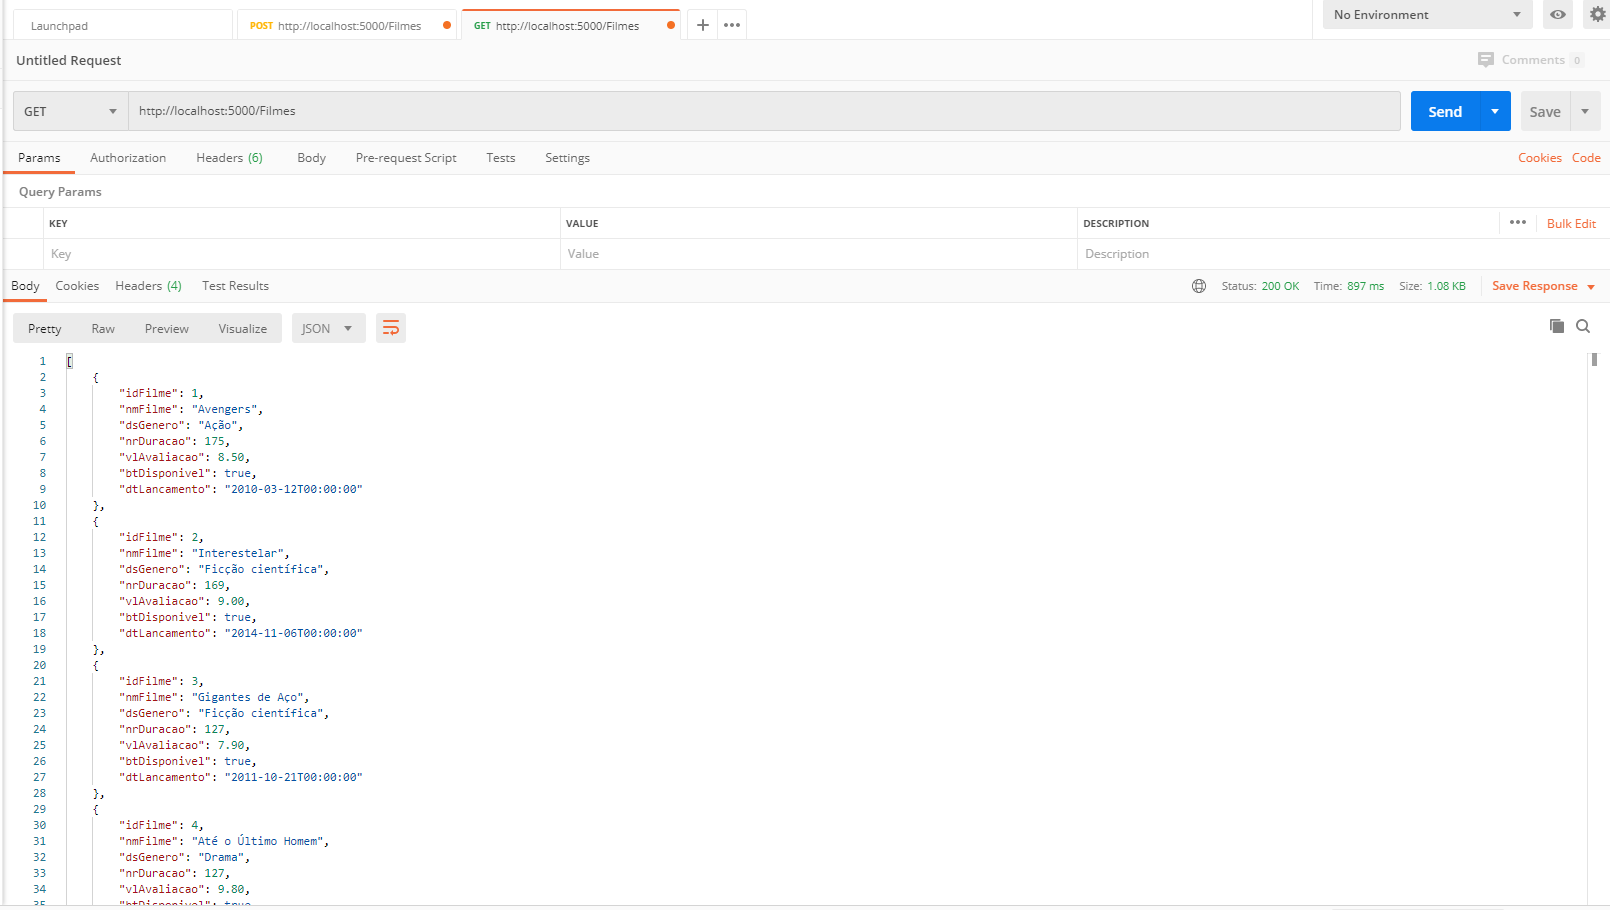 Launchpad
POST http://localhost:5000/Filmes
GET http://localhost:5000/Filmes
No Environment
Untitled Request
Comments 0
GET
http://localhost:5000/Filmes
Send
Save
Params
Authorization
Headers (6)
Body
Pre-request Script
Tests
Settings
Cookies
Code
Query Params
KEY
VALUE
DESCRIPTION
Bulk Edit
Key
Value
Description
Body
Cookies
Headers (4)
Test Results
Status: 200 OK
Time: 897 ms
Size: 1.08 KB
Save Response
Pretty
Raw
Preview
Visualize
JSON
1 [
2 {
3 "idFilme": 1,
4 "nmFilme": "Avengers",
5 "dsGenero": "Ação",
6 "nrDuracao": 175,
7 "vlAvaliacao": 8.50,
8 "btDisponivel": true,
9 "dtLancamento": "2010-03-12T00:00:00"
10 },
11 {
12 "idFilme": 2,
13 "nmFilme": "Interestelar",
14 "dsGenero": "Ficção científica",
15 "nrDuracao": 169,
16 "vlAvaliacao": 9.00,
17 "btDisponivel": true,
18 "dtLancamento": "2014-11-06T00:00:00"
19 },
20 {
21 "idFilme": 3,
22 "nmFilme": "Gigantes de Aço",
23 "dsGenero": "Ficção científica",
24 "nrDuracao": 127,
25 "vlAvaliacao": 7.90,
26 "btDisponivel": true,
27 "dtLancamento": "2011-10-21T00:00:00"
28 },
29 {
30 "idFilme": 4,
31 "nmFilme": "Até o Último Homem",
32 "dsGenero": "Drama",
33 "nrDuracao": 127,
34 "vlAvaliacao": 9.80,
35 "btDisponivel": true